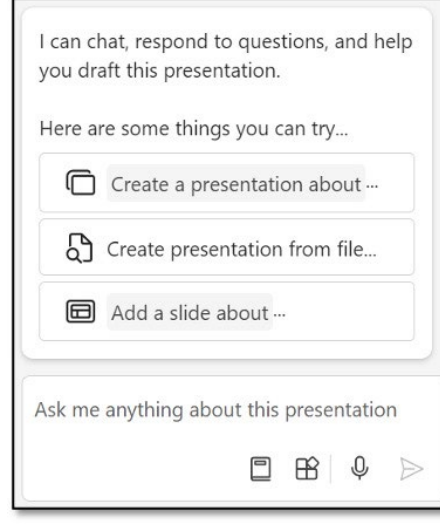 I can chat, respond to questions, and help
you draft this presentation.
Here are some things you can try...
Create a presentation about ...
Create presentation from file...
Add a slide about ...
Ask me anything about this presentation